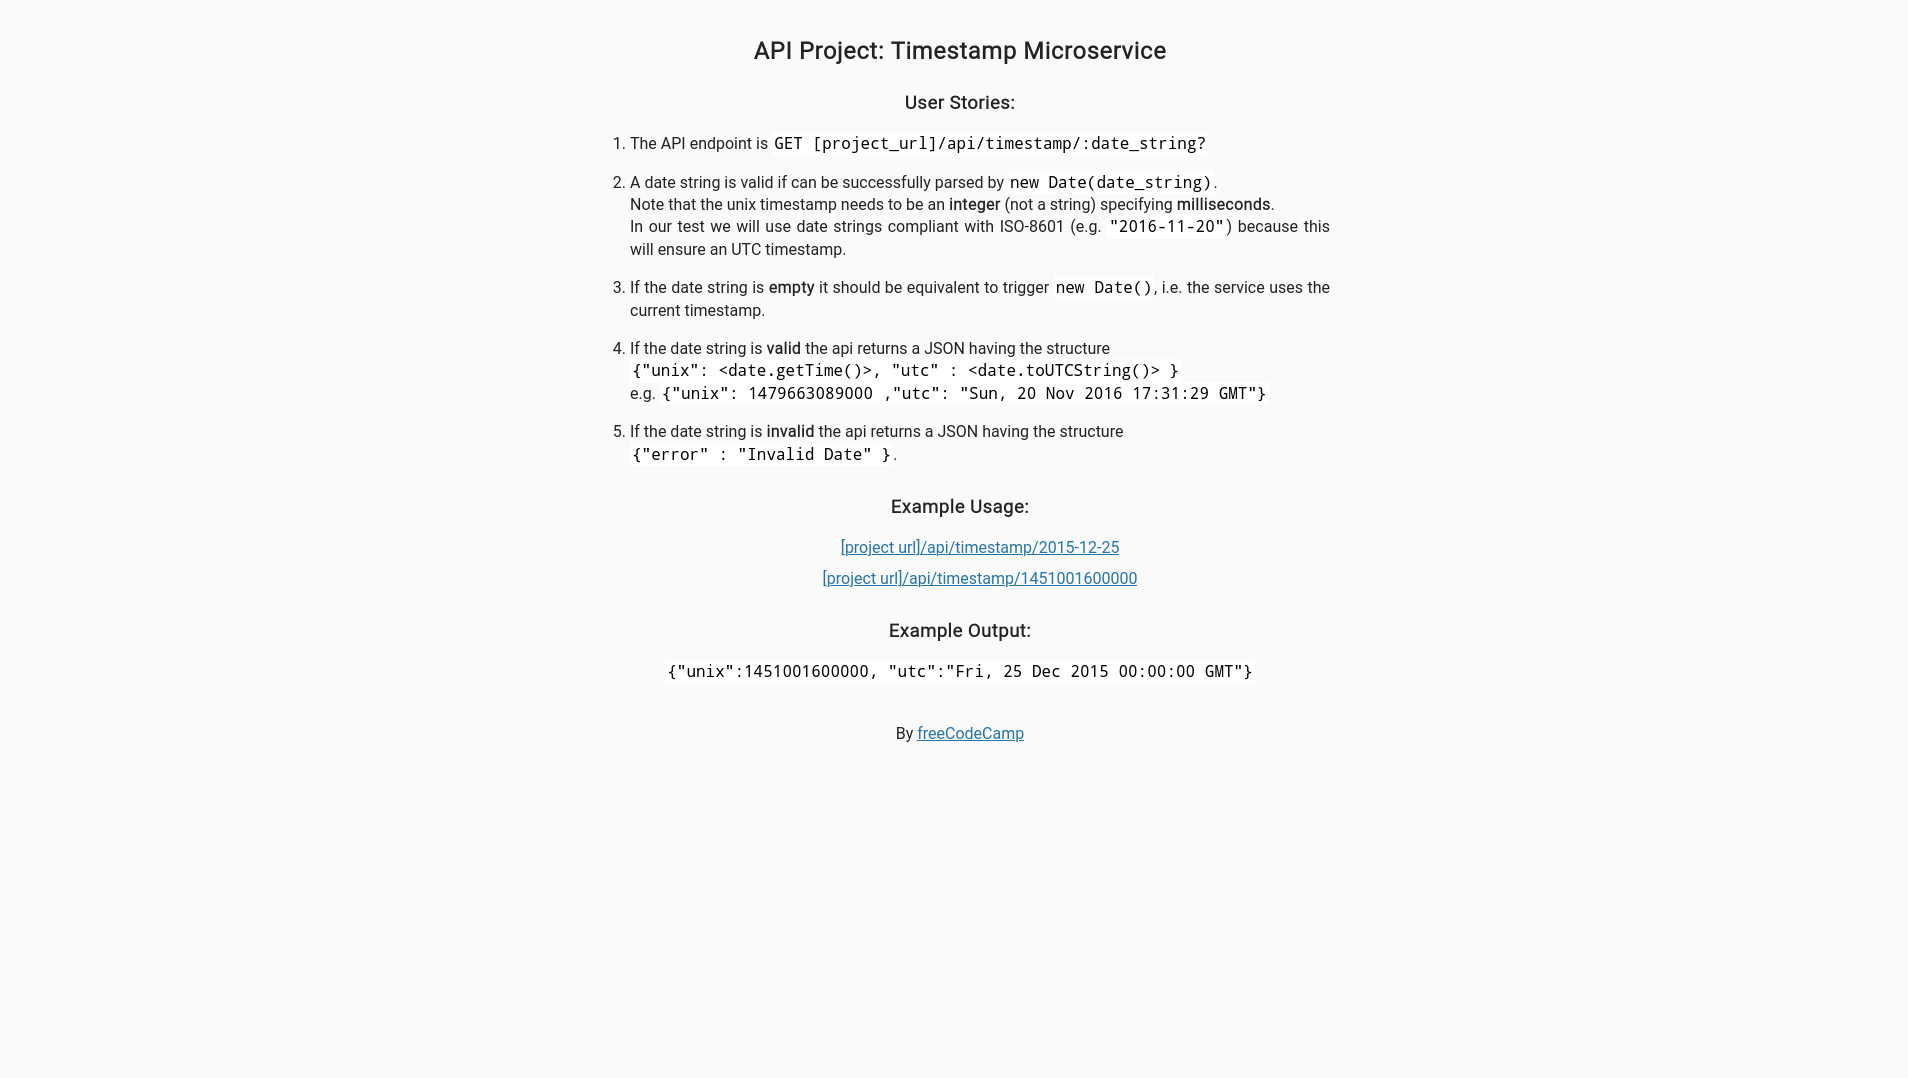 API Project: Timestamp Microservice
User Stories:
1. The API endpoint is GET [project_url]/api/timestamp/:date_string?
2. A date string is valid if can be successfully parsed by new Date(date_string).
Note that the unix timestamp needs to be an integer (not a string) specifying milliseconds.
In our test we will use date strings compliant with ISO-8601 (e.g. "2016-11-20") because this
will ensure an UTC timestamp.
3. If the date string is empty it should be equivalent to trigger new Date(), i.e. the service uses the
current timestamp.
4. If the date string is valid the api returns a JSON having the structure
{"unix": <date.getTime()>, "utc" : <date.toUTCString()> }
e.g. {"unix": 1479663089000 ,"utc": "Sun, 20 Nov 2016 17:31:29 GMT"}
5. If the date string is invalid the api returns a JSON having the structure
{"error" : "Invalid Date" }.
Example Usage:
[project url]/api/timestamp/2015-12-25
[project url]/api/timestamp/1451001600000
Example Output:
{"unix":1451001600000, "utc":"Fri, 25 Dec 2015 00:00:00 GMT"}
By freeCodeCamp